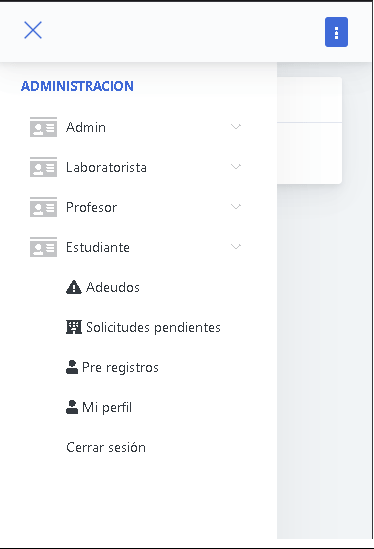 ADMINISTRACION
Admin
Laboratorista
Profesor
Estudiante
Adeudos
Solicitudes pendientes
Pre registros
Mi perfil
Cerrar sesión